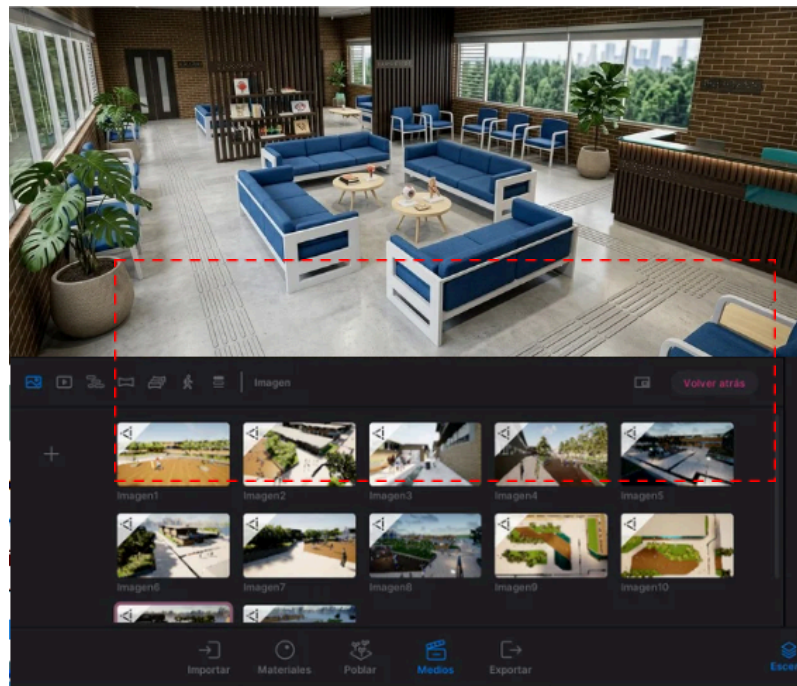 Imagen
Volver atrás
Imagen1
Imagen2
Imagen3
Imagen4
Imagen5
Imagen6
Imagen7
Imagen8
Imagen9
Imagen10
Importar
Materiales
Poblar
Medios
Exportar